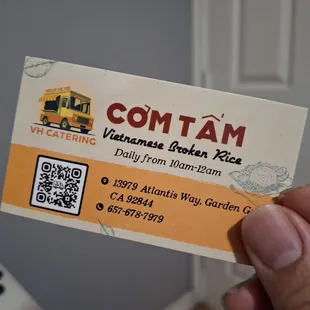 VH CATERING
CƠM TẤM
Vietnamese Broken Rice
Daily from 10am-12am
13979 Atlantis Way, Garden G
CA 92844
657-678-7979